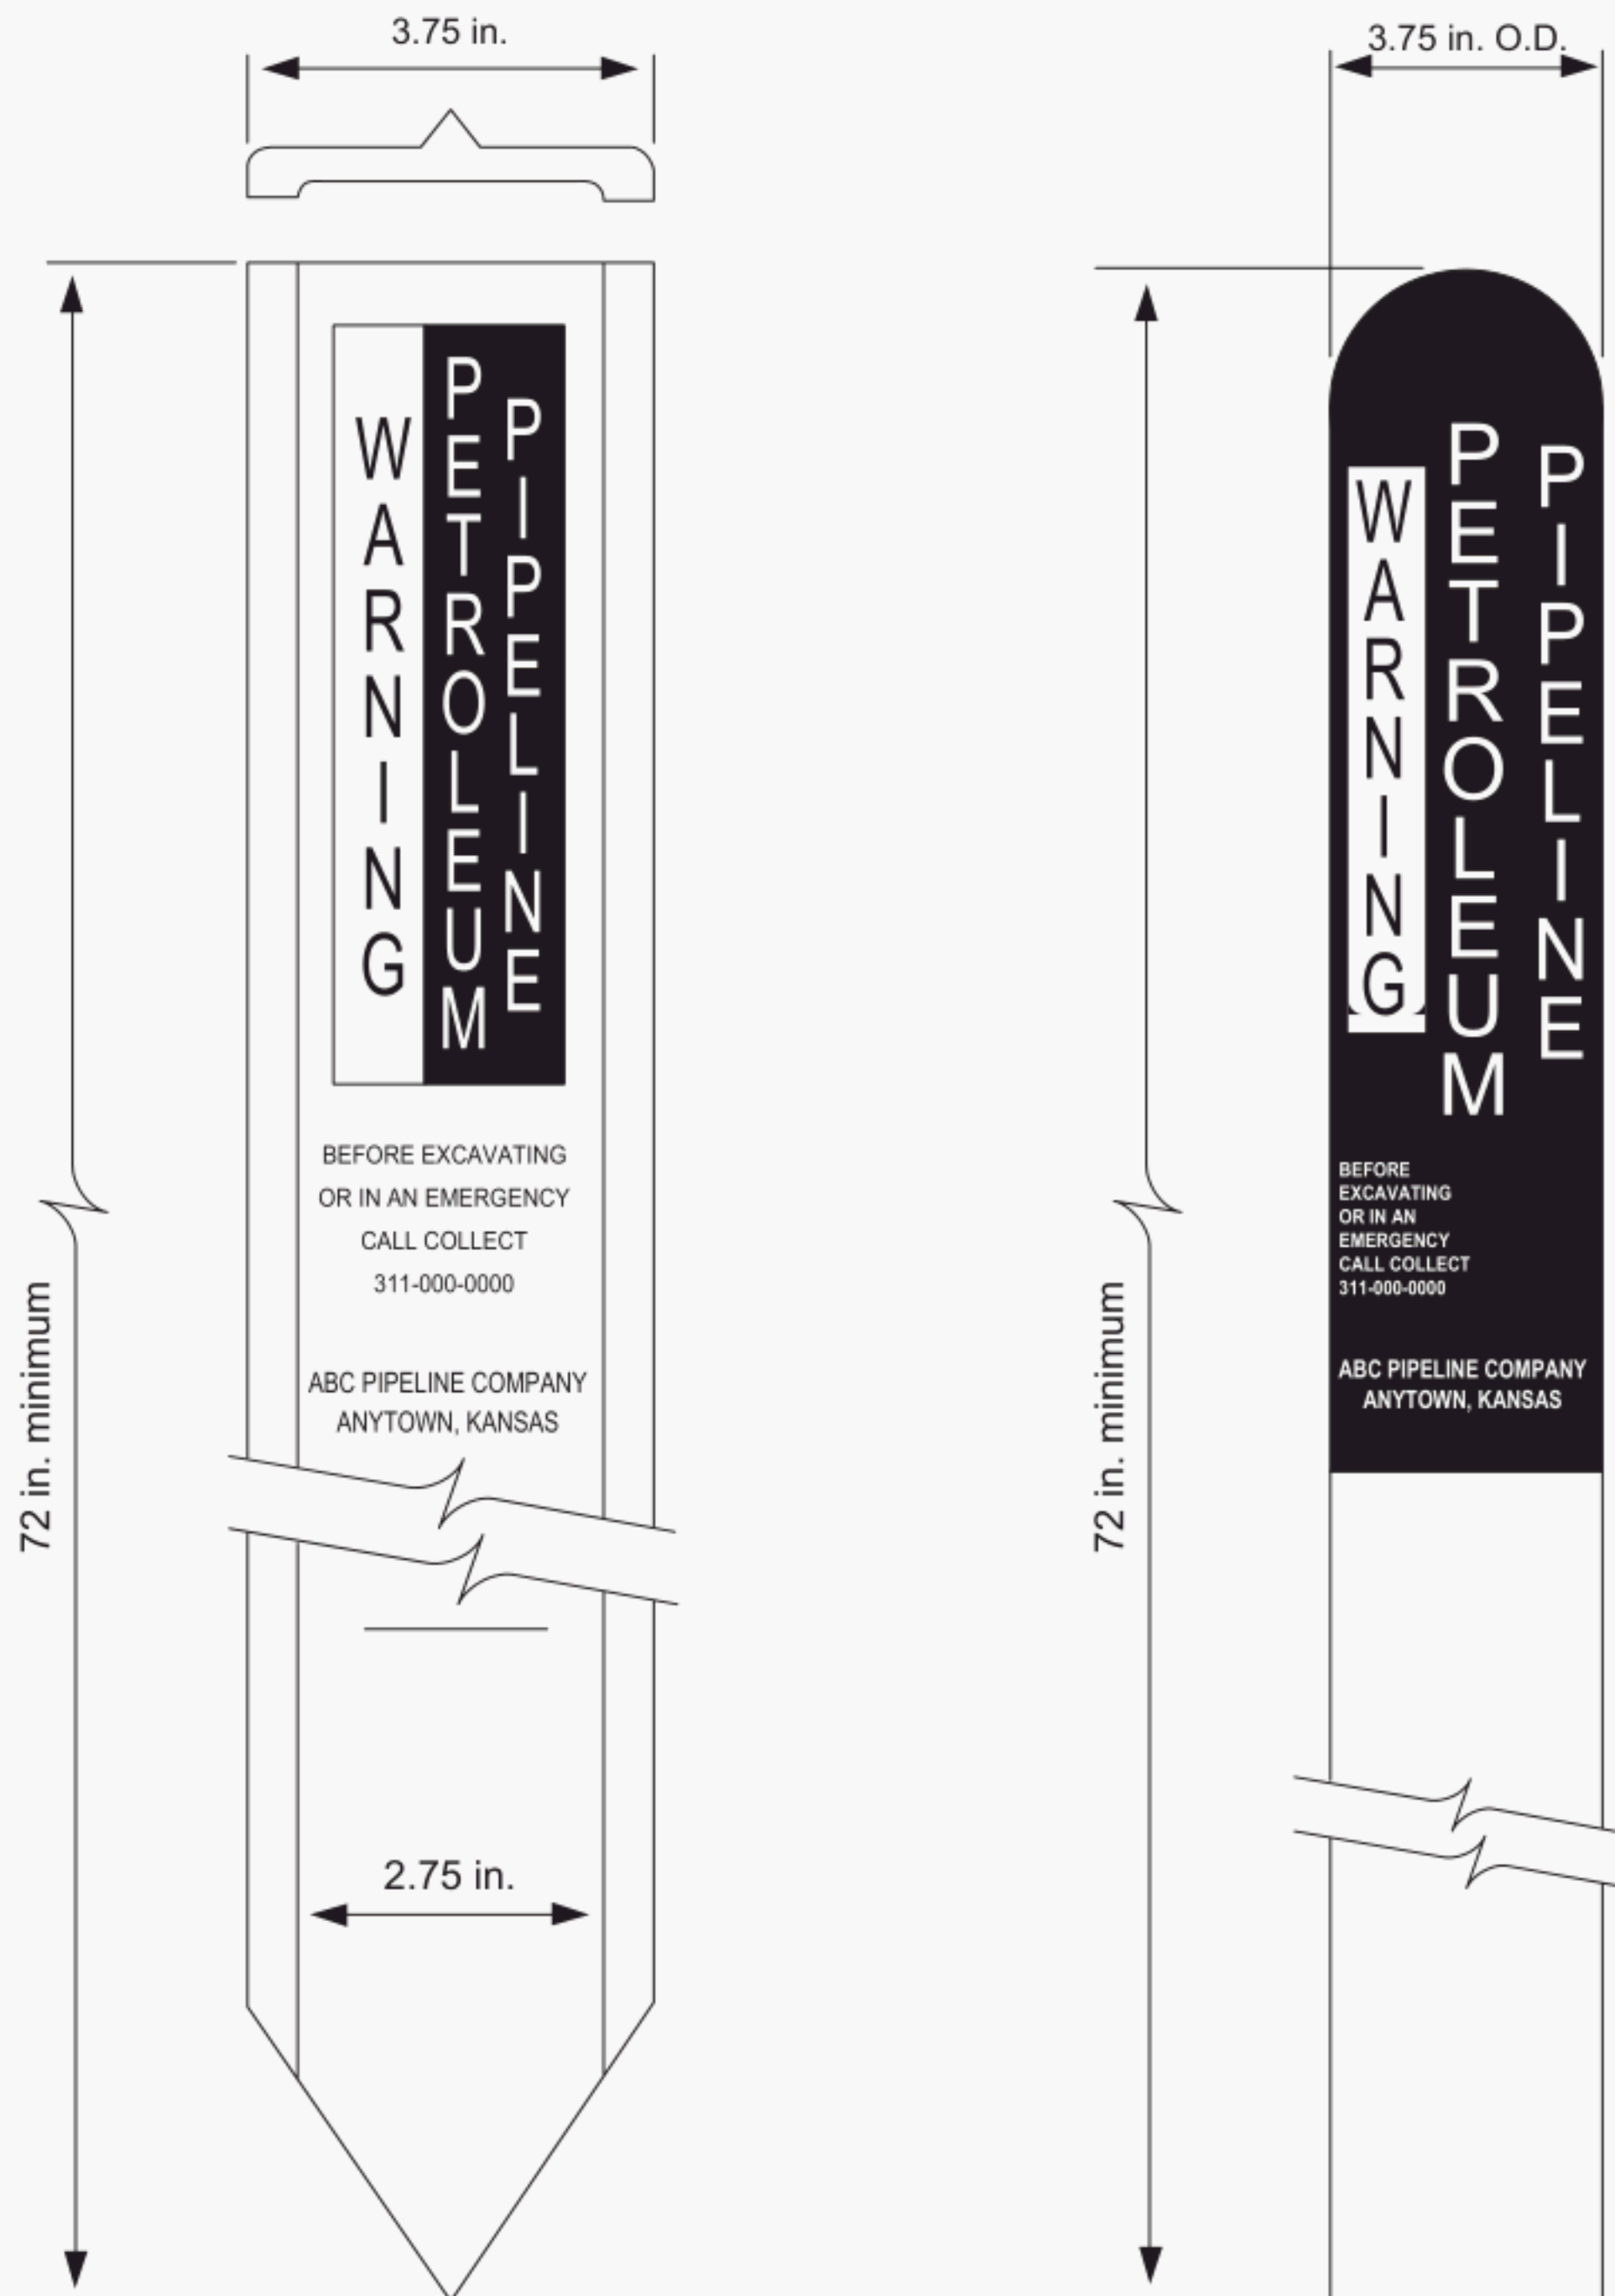 3.75 in.
WARNING
PETROLEUM
PIPELINE
BEFORE EXCAVATING
OR IN AN EMERGENCY
CALL COLLECT
311-000-0000
ABC PIPELINE COMPANY
ANYTOWN, KANSAS
72 in. minimum
2.75 in.
3.75 in. O.D.
WARNING
PETROLEUM
PIPELINE
BEFORE
EXCAVATING
OR IN AN
EMERGENCY
CALL COLLECT
311-000-0000
ABC PIPELINE COMPANY
ANYTOWN, KANSAS
72 in. minimum